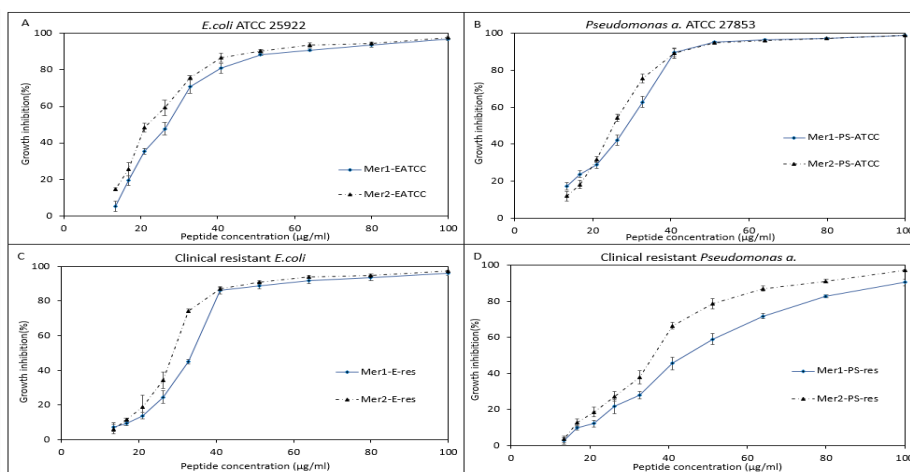 A
E.coli ATCC 25922
100
80
60
40
20
0
Growth inhibition(%)
Mer1-EATCC
Mer2-EATCC
0 20 40 60 80 100
Peptide concentration (µg/ml)
B
Pseudomonas a. ATCC 27853
100
80
60
40
20
0
Growth inhibition(%)
Mer1-PS-ATCC
Mer2-PS-ATCC
0 20 40 60 80 100
Peptide concentration (µg/ml)
C
Clinical resistant E.coli
100
80
60
40
20
0
Growth inhibition(%)
Mer1-E-res
Mer2-E-res
0 20 40 60 80 100
Peptide concentration (µg/ml)
D
Clinical resistant Pseudomonas a.
100
80
60
40
20
0
Growth inhibition(%)
Mer1-PS-res
Mer2-PS-res
0 20 40 60 80 100
Peptide concentration (µg/ml)